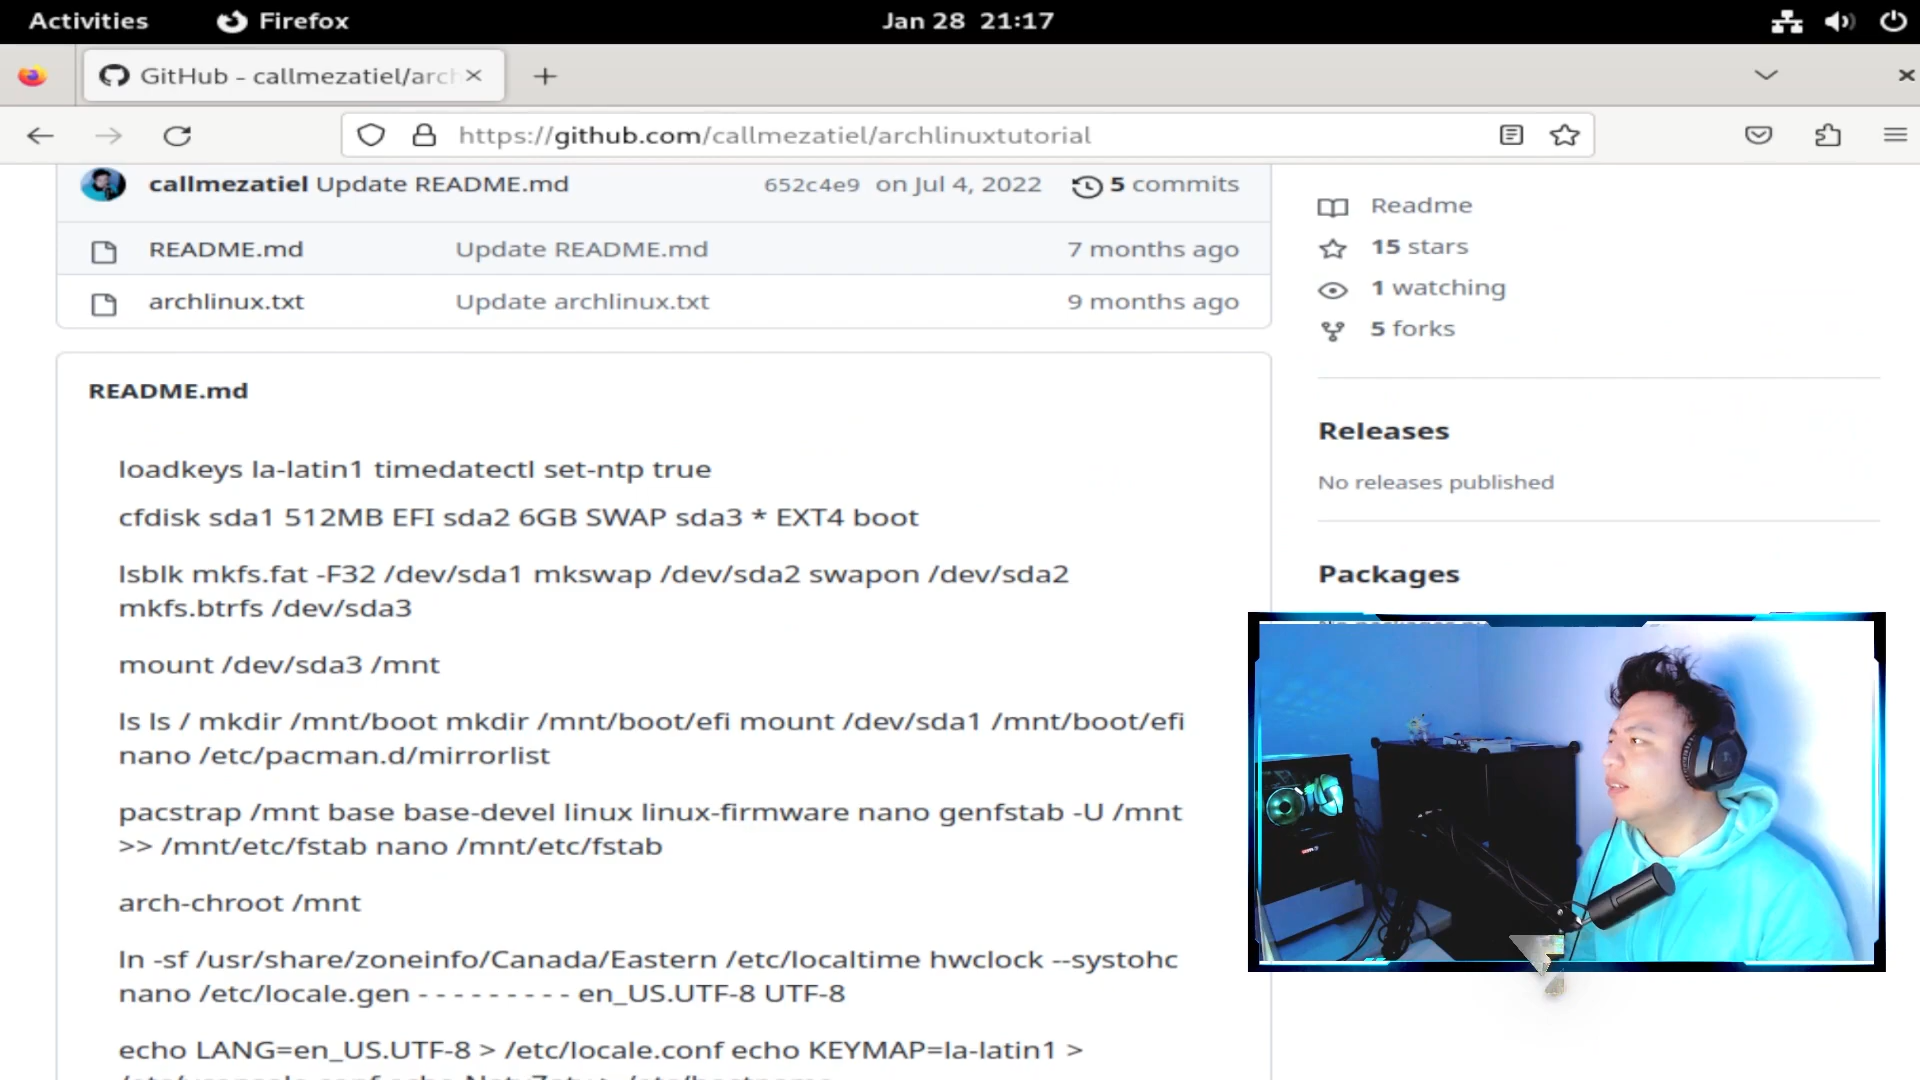 Activities Firefox Jan 28 21:17
GitHub - callmezatiel/arch
https://github.com/callmezatiel/archlinuxtutorial
callmezatiel Update README.md 652c4e9 on Jul 4, 2022 5 commits
README.md Update README.md 7 months ago
archlinux.txt Update archlinux.txt 9 months ago
Readme
15 stars
1 watching
5 forks
Releases
No releases published
Packages
README.md
loadkeys la-latin1 timedatectl set-ntp true
cfdisk sda1 512MB EFI sda2 6GB SWAP sda3 * EXT4 boot
lsblk mkfs.fat -F32 /dev/sda1 mkswap /dev/sda2 swapon /dev/sda2
mkfs.btrfs /dev/sda3
mount /dev/sda3 /mnt
ls ls / mkdir /mnt/boot mkdir /mnt/boot/efi mount /dev/sda1 /mnt/boot/efi
nano /etc/pacman.d/mirrorlist
pacstrap /mnt base base-devel linux linux-firmware nano genfstab -U /mnt
>> /mnt/etc/fstab nano /mnt/etc/fstab
arch-chroot /mnt
ln -sf /usr/share/zoneinfo/Canada/Eastern /etc/localtime hwclock --systohc
nano /etc/locale.gen - - - - - - - - - en_US.UTF-8 UTF-8
echo LANG=en_US.UTF-8 > /etc/locale.conf echo KEYMAP=la-latin1 >